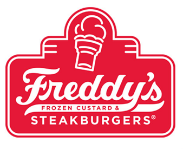 Freddy's
FROZEN CUSTARD &
STEAKBURGERS®